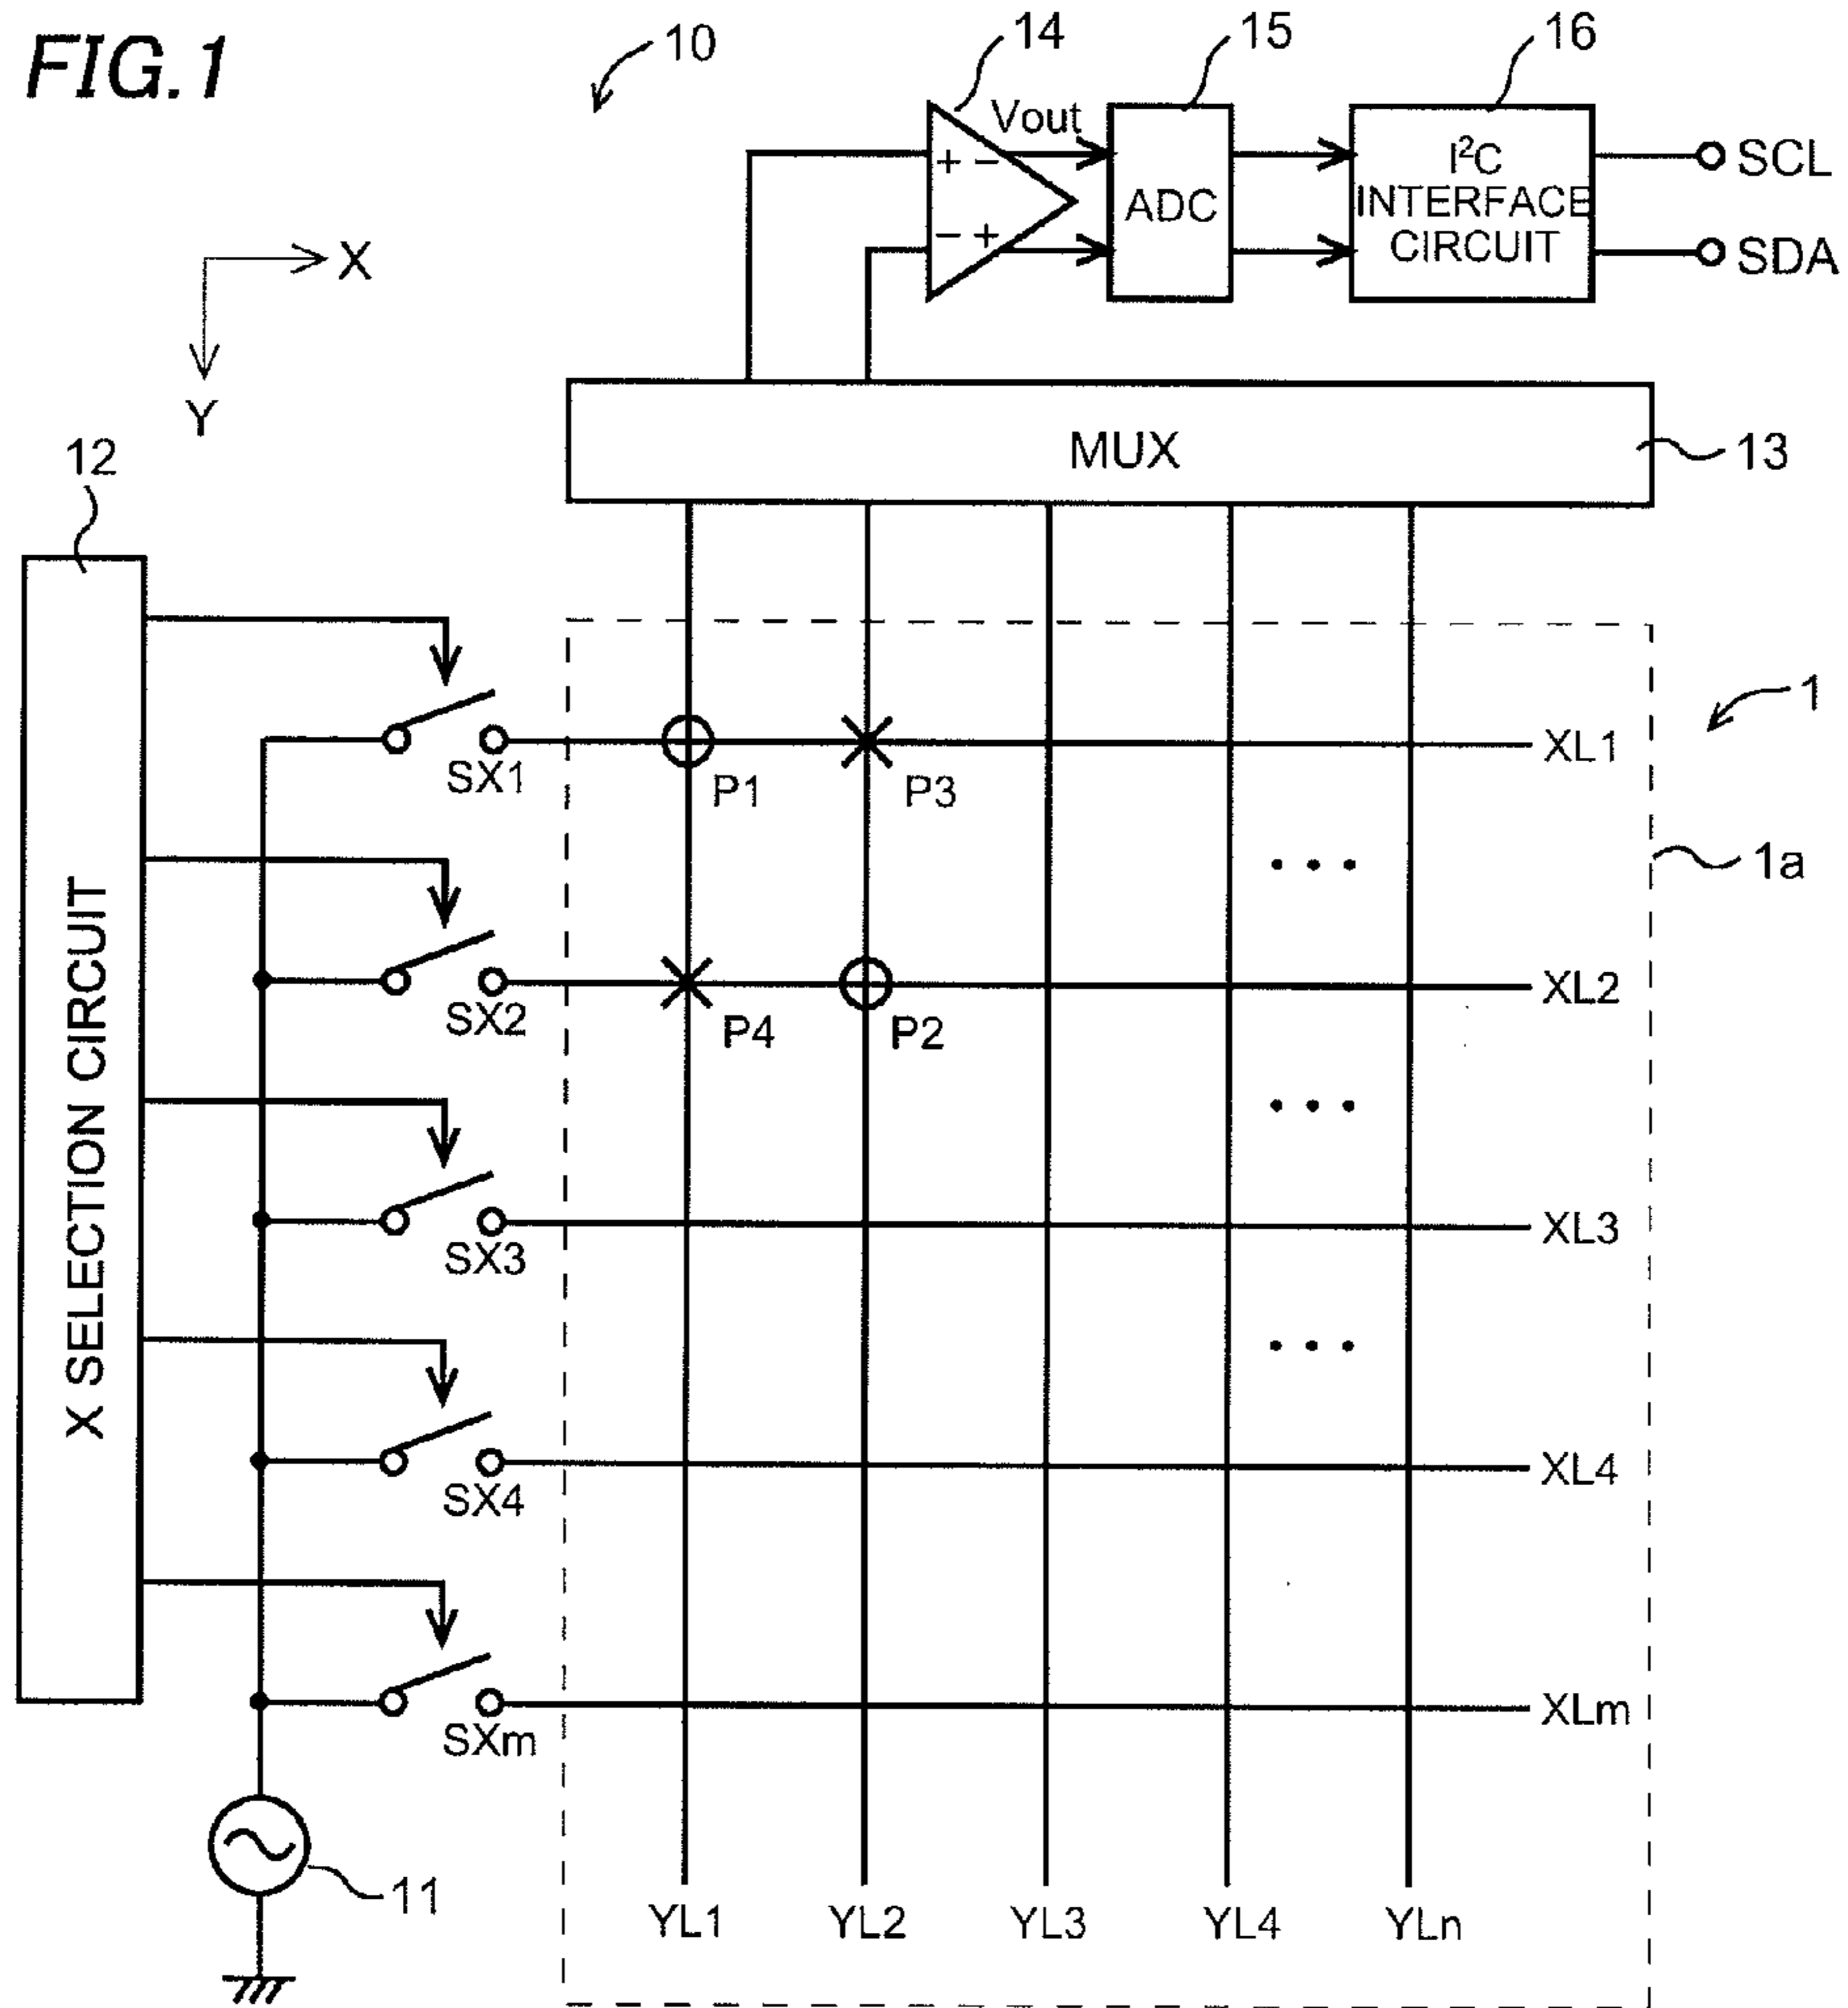 FIG. 1
10
14
15
16
Vout
+ −
− +
ADC
I²C
INTERFACE
CIRCUIT
SCL
SDA
X
Y
MUX
13
12
X SELECTION CIRCUIT
SX1
P1
P3
XL1
1
1a
SX2
P4
P2
XL2
SX3
XL3
SX4
XL4
SXm
XLm
11
YL1
YL2
YL3
YL4
YLn